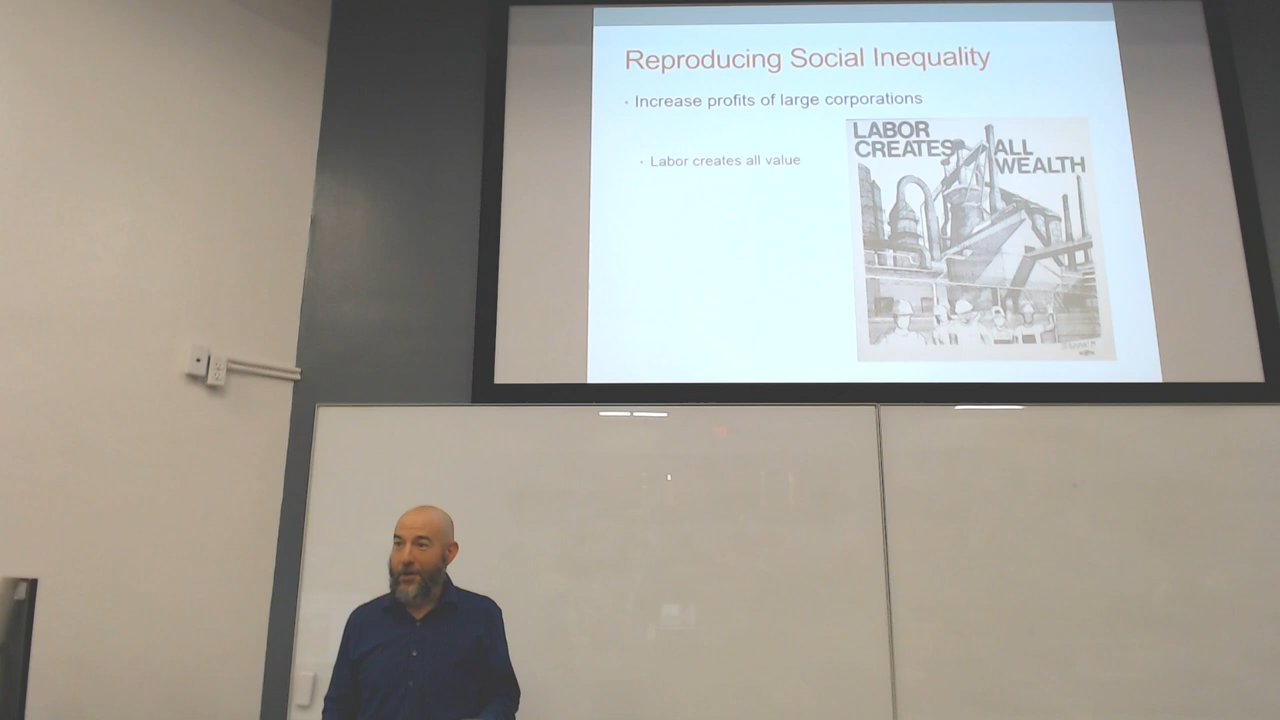 Reproducing Social Inequality
• Increase profits of large corporations
• Labor creates all value
LABOR
CREATES ALL
WEALTH